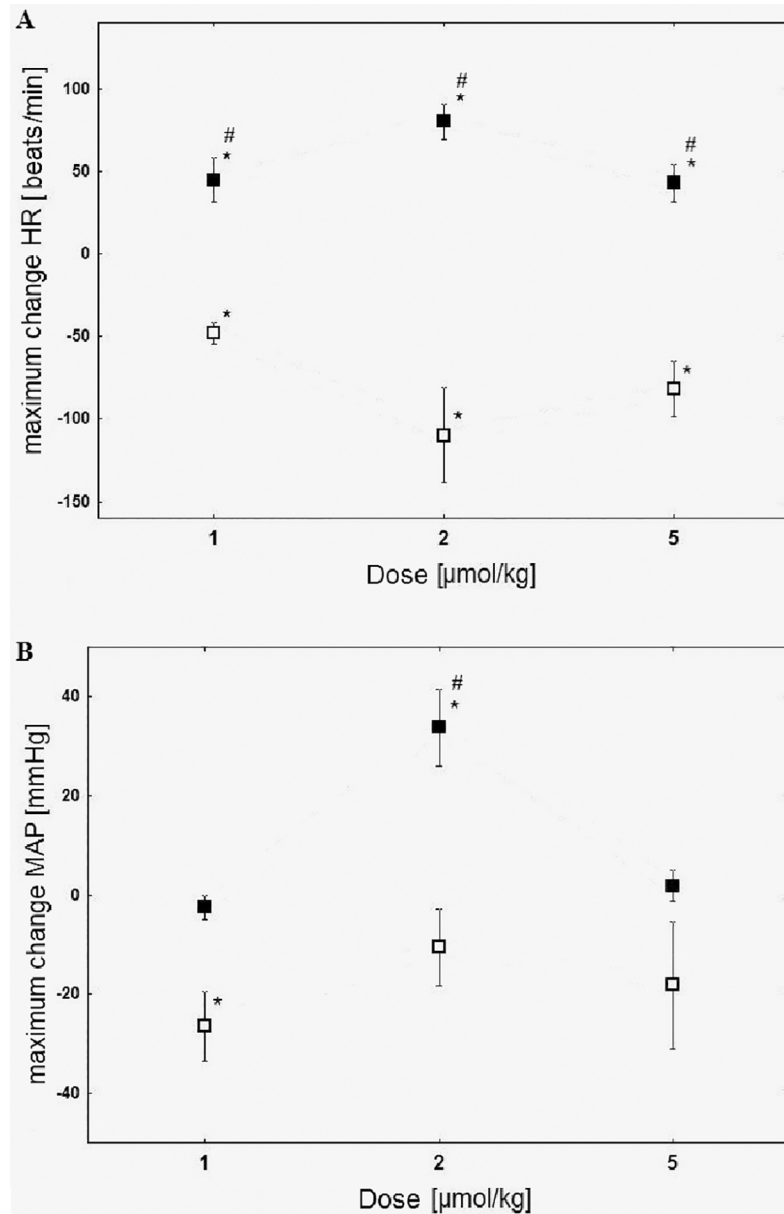 A
maximum change HR [ beats/min]
100
50
0
-50
-100
-150
#
*
#
*
#
*
*
*
*
1 2 5
Dose [µmol/kg]
B
maximum change MAP [mmHg]
40
20
0
-20
-40
#
*
*
1 2 5
Dose [µmol/kg]